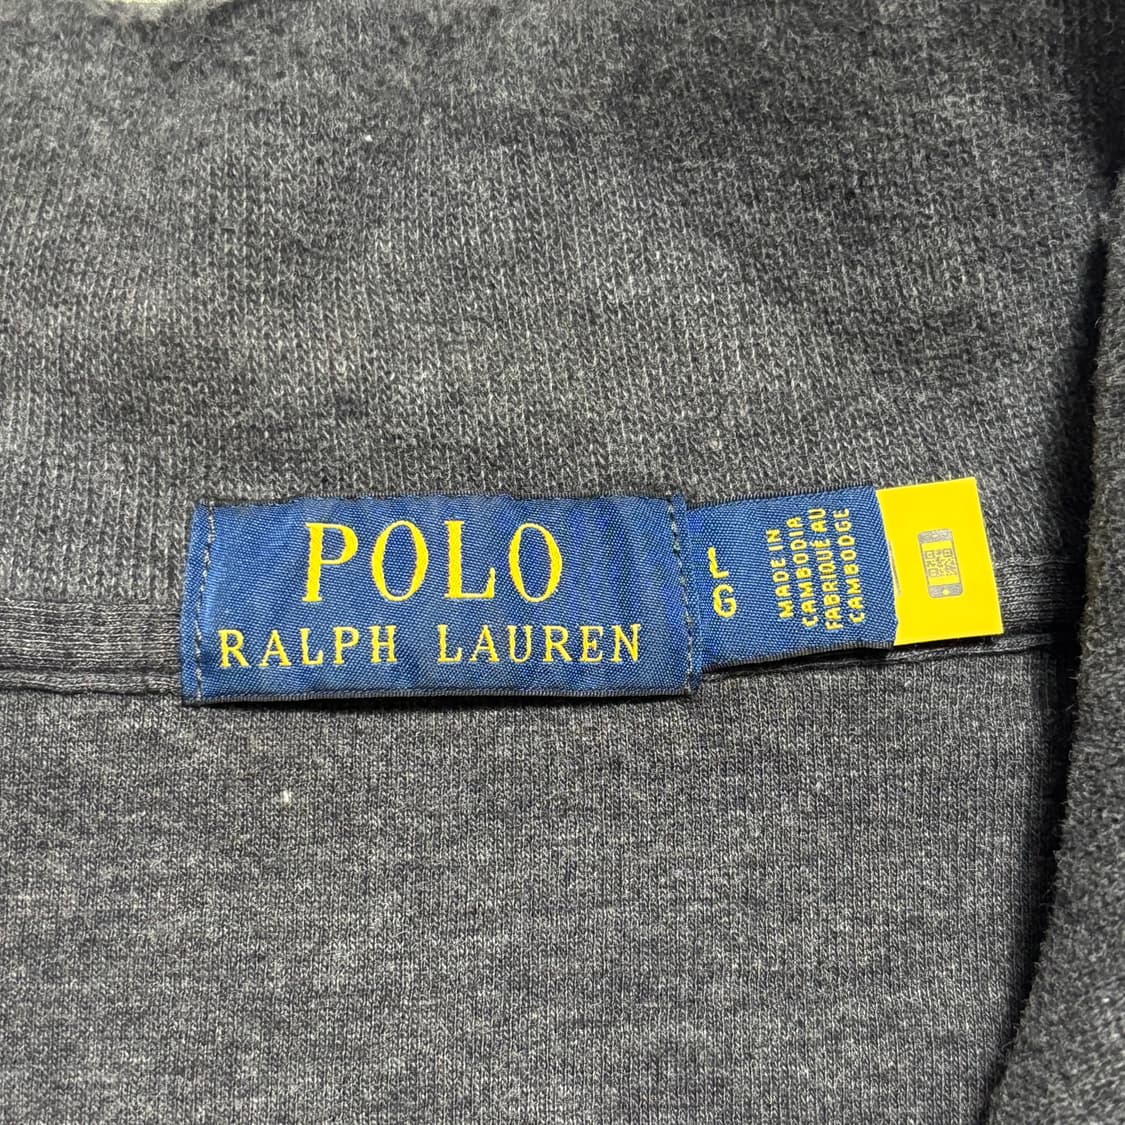 POLO
RALPH LAUREN
L
G
MADE IN
CAMBODIA
FABRIQUÉ AU
CAMBODGE